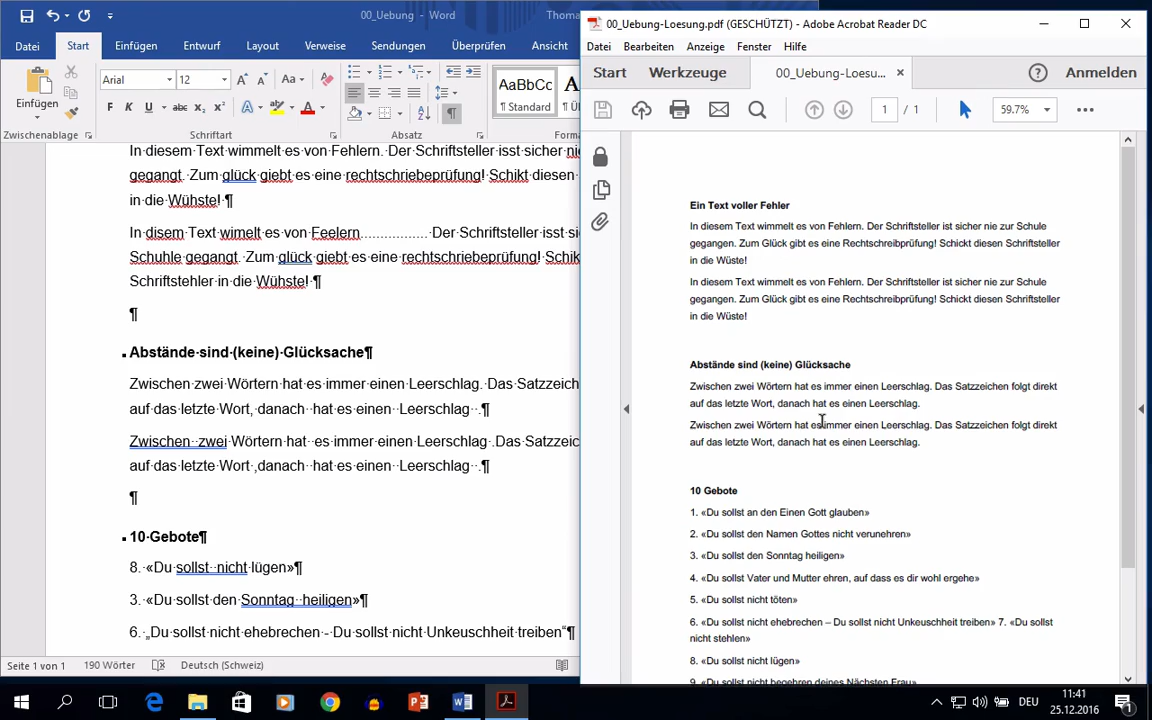 00_Uebung - Word
Thoma
Datei Start Einfügen Entwurf Layout Verweise Sendungen Überprüfen Ansicht
Einfügen
Arial 12
F K U abc x₂ x² A Aa
AaBbCc
¶ Standard
Zwischenablage Schriftart Absatz Form
In diesem Text wimmelt es von Fehlern. Der Schriftsteller isst sicher nie
gegangt. Zum glück giebt es eine rechtschriebeprüfung! Schikt diesen
in die Wühste! ¶
In disem Text wimelt es von Feelern................. Der Schriftsteller isst si
Schuhle gegangt. Zum glück giebt es eine rechtschriebeprüfung! Schik
Schriftstehler in die Wühste! ¶
¶
Abstände sind (keine) Glücksache¶
Zwischen zwei Wörtern hat es immer einen Leerschlag. Das Satzzeich
auf das letzte Wort, danach hat es einen Leerschlag .¶
Zwischen  zwei Wörtern hat es immer einen Leerschlag .Das Satzzeich
auf das letzte Wort ,danach  hat es einen  Leerschlag .¶
¶
10 Gebote¶
8. «Du sollst  nicht lügen»¶
3. «Du sollst den Sonntag  heiligen»¶
6. „Du sollst nicht ehebrechen - Du sollst nicht Unkeuschheit treiben“¶
Seite 1 von 1 190 Wörter Deutsch (Schweiz)
00_Uebung-Loesung.pdf (GESCHÜTZT) - Adobe Acrobat Reader DC
Datei Bearbeiten Anzeige Fenster Hilfe
Start Werkzeuge 00_Uebung-Loesu... × Anmelden
1 / 1 59.7%
Ein Text voller Fehler
In diesem Text wimmelt es von Fehlern. Der Schriftsteller ist sicher nie zur Schule
gegangen. Zum Glück gibt es eine Rechtschreibprüfung! Schickt diesen Schriftsteller
in die Wüste!
In diesem Text wimmelt es von Fehlern. Der Schriftsteller ist sicher nie zur Schule
gegangen. Zum Glück gibt es eine Rechtschreibprüfung! Schickt diesen Schriftsteller
in die Wüste!
Abstände sind (keine) Glücksache
Zwischen zwei Wörtern hat es immer einen Leerschlag. Das Satzzeichen folgt direkt
auf das letzte Wort, danach hat es einen Leerschlag.
Zwischen zwei Wörtern hat es immer einen Leerschlag. Das Satzzeichen folgt direkt
auf das letzte Wort, danach hat es einen Leerschlag.
10 Gebote
1. «Du sollst an den Einen Gott glauben»
2. «Du sollst den Namen Gottes nicht verunehren»
3. «Du sollst den Sonntag heiligen»
4. «Du sollst Vater und Mutter ehren, auf dass es dir wohl ergehe»
5. «Du sollst nicht töten»
6. «Du sollst nicht ehebrechen – Du sollst nicht Unkeuschheit treiben» 7. «Du sollst
nicht stehlen»
8. «Du sollst nicht lügen»
9. «Du sollst nicht begehren deines Nächsten Frau»
DEU
11:41
25.12.2016
1